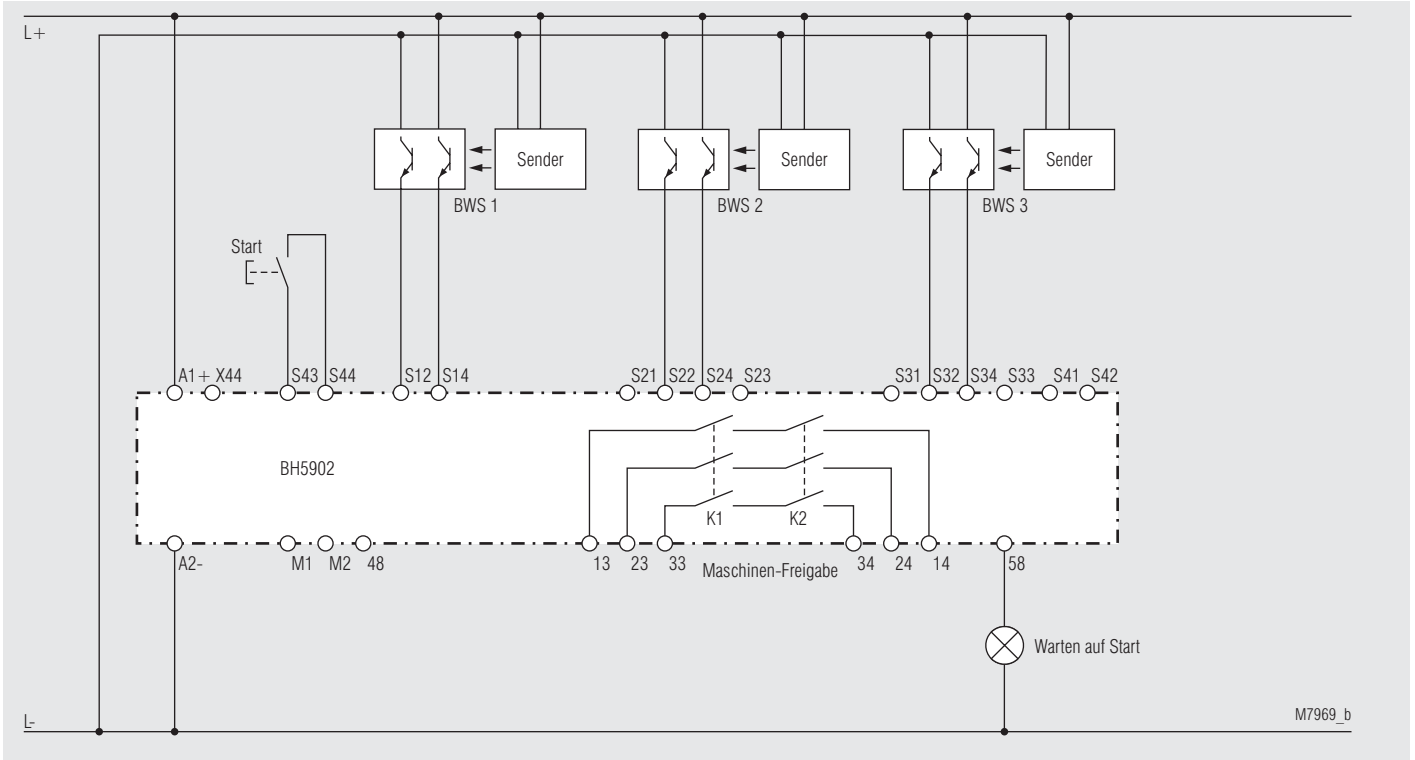 L+
Sender
Sender
Sender
BWS 1
BWS 2
BWS 3
Start
A1+ X44 S43 S44 S12 S14 S21 S22 S24 S23 S31 S32 S34 S33 S41 S42
BH5902
K1 K2
A2- M1 M2 48 13 23 33 Maschinen-Freigabe 34 24 14 58
Warten auf Start
L-
M7969_b